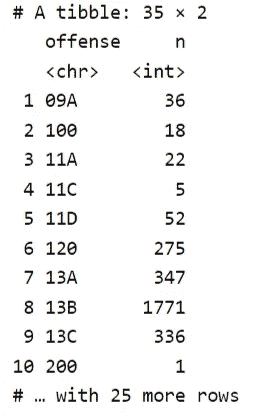 # A tibble: 35 × 2
offense n
<chr> <int>
1 09A 36
2 100 18
3 11A 22
4 11C 5
5 11D 52
6 120 275
7 13A 347
8 13B 1771
9 13C 336
10 200 1
# … with 25 more rows